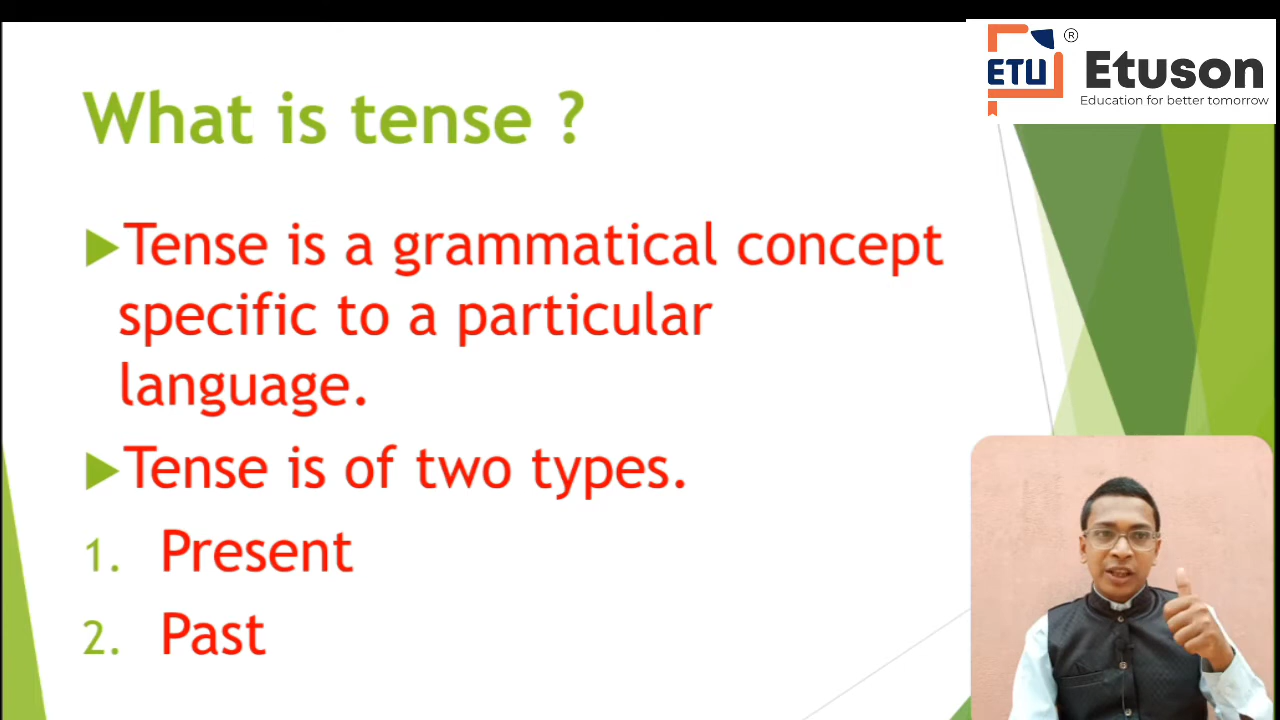 ETU ® Etuson
Education for better tomorrow
What is tense ?
Tense is a grammatical concept
specific to a particular
language.
Tense is of two types.
1. Present
2. Past